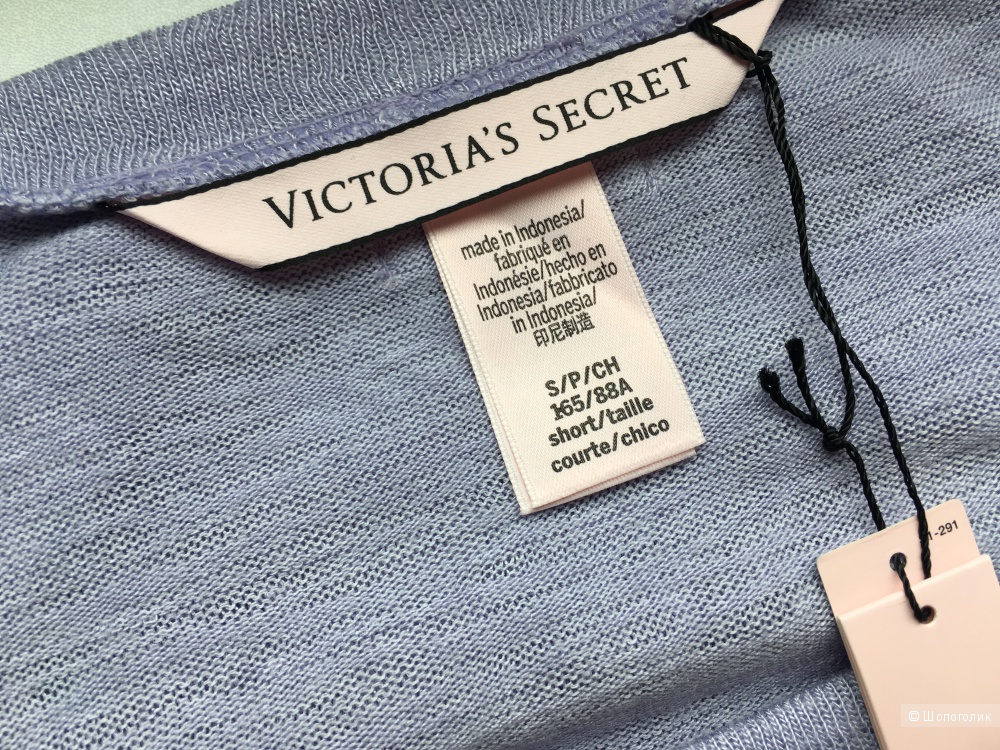 VICTORIA'S SECRET
made in Indonesia/
fabriqué en
Indonésie/hecho en
Indonesia/fabbricato
in Indonesia/
印尼制造
S/P/CH
165/88A
short/taille
courte/chico
1-291
© Шопоголик